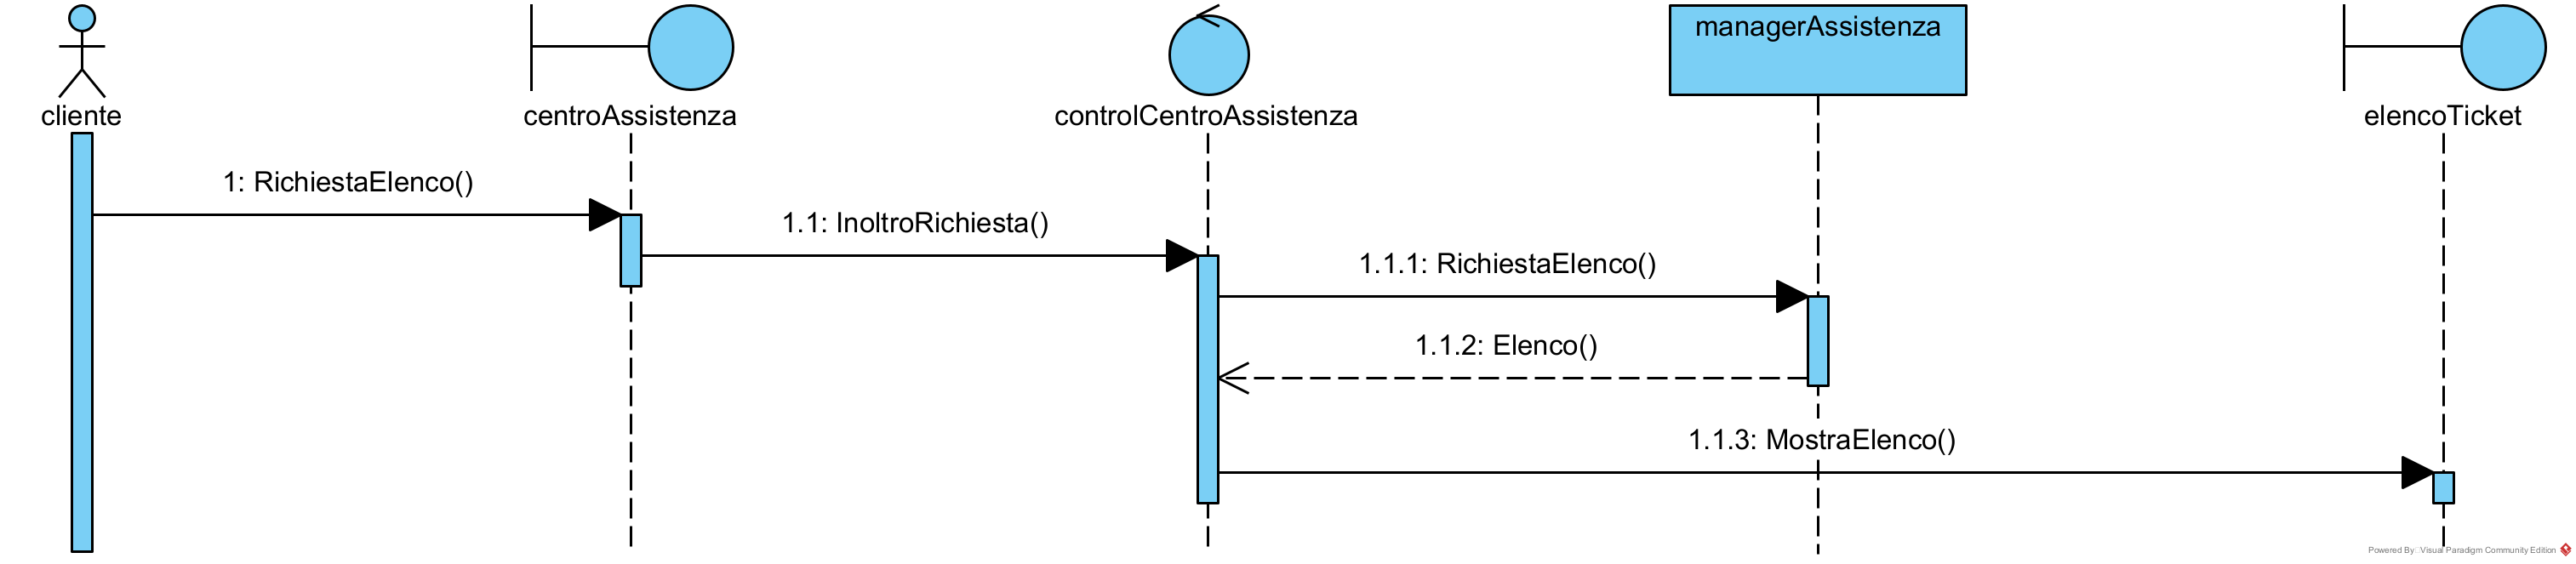 managerAssistenza
cliente
centroAssistenza
controlCentroAssistenza
elencoTicket
1: RichiestaElenco()
1.1: InoltroRichiesta()
1.1.1: RichiestaElenco()
1.1.2: Elenco()
1.1.3: MostraElenco()
Powered By Visual Paradigm Community Edition